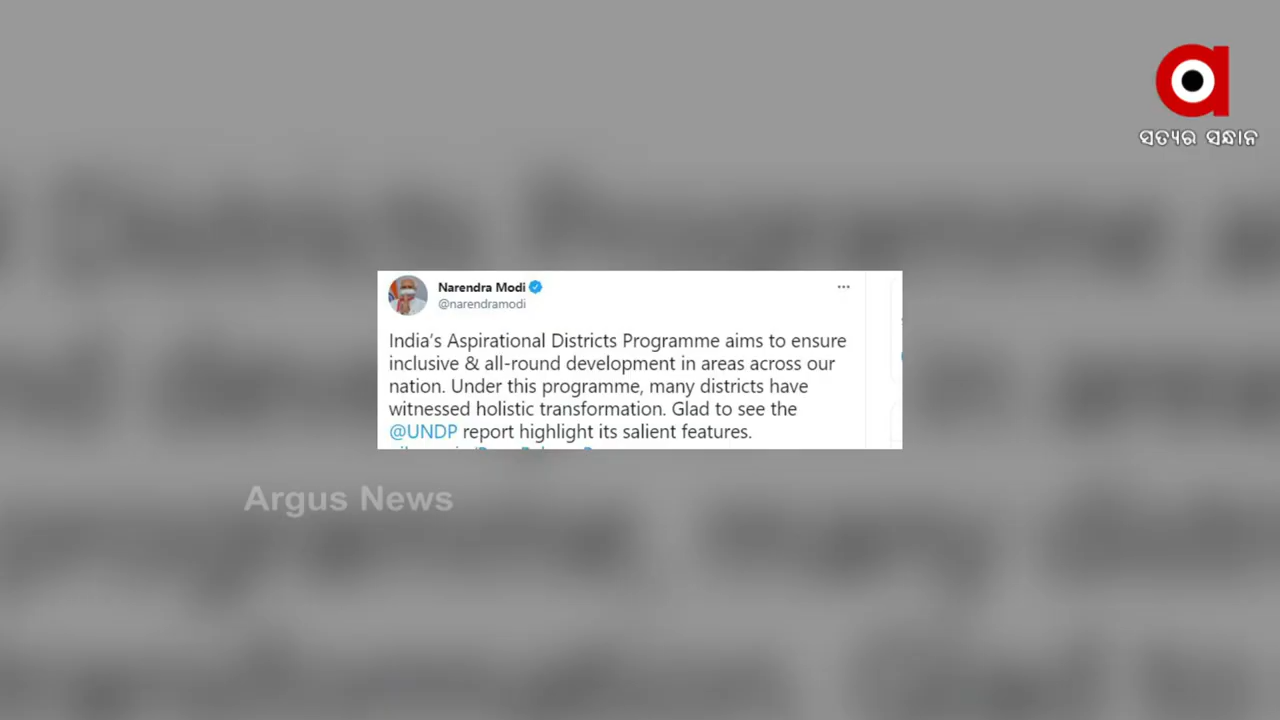 ସତ୍ୟର ସନ୍ଧାନ
Narendra Modi
@narendramodi
India's Aspirational Districts Programme aims to ensure
inclusive & all-round development in areas across our
nation. Under this programme, many districts have
witnessed holistic transformation. Glad to see the
@UNDP report highlight its salient features.
Argus News